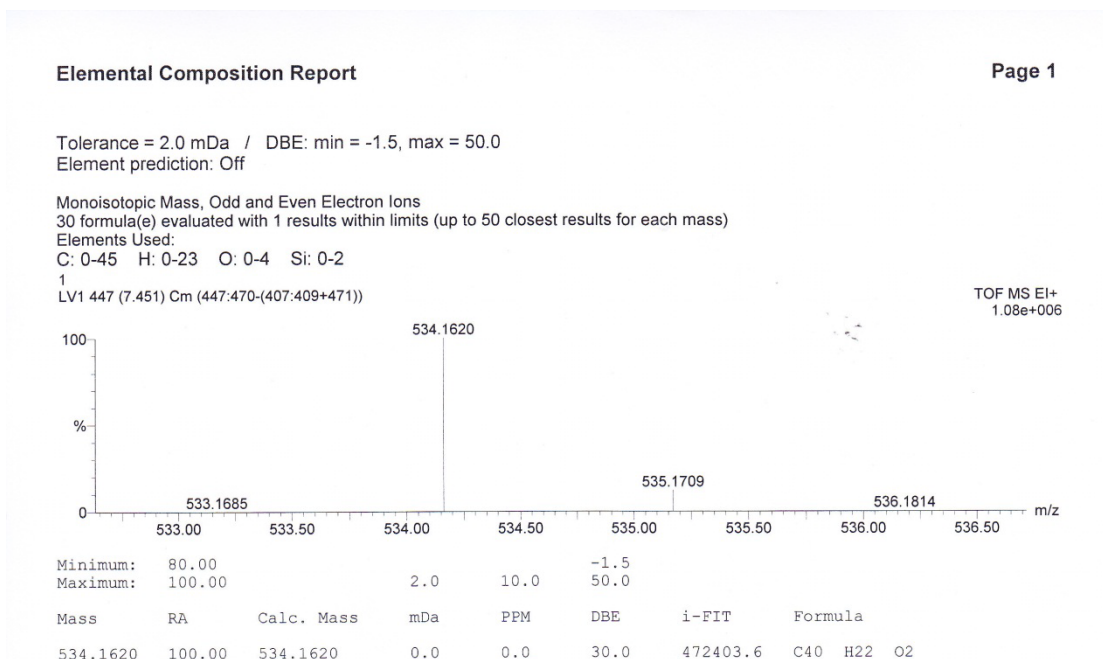 Elemental Composition Report Page 1
Tolerance = 2.0 mDa / DBE: min = -1.5, max = 50.0
Element prediction: Off
Monoisotopic Mass, Odd and Even Electron Ions
30 formula(e) evaluated with 1 results within limits (up to 50 closest results for each mass)
Elements Used:
C: 0-45 H: 0-23 O: 0-4 Si: 0-2
1
LV1 447 (7.451) Cm (447:470-(407:409+471))
TOF MS EI+
1.08e+006
534.1620
100
%
535.1709
533.1685
536.1814
0
m/z
533.00 533.50 534.00 534.50 535.00 535.50 536.00 536.50
Minimum: 80.00 -1.5
Maximum: 100.00 2.0 10.0 50.0
Mass RA Calc. Mass mDa PPM DBE i-FIT Formula
534.1620 100.00 534.1620 0.0 0.0 30.0 472403.6 C40 H22 O2